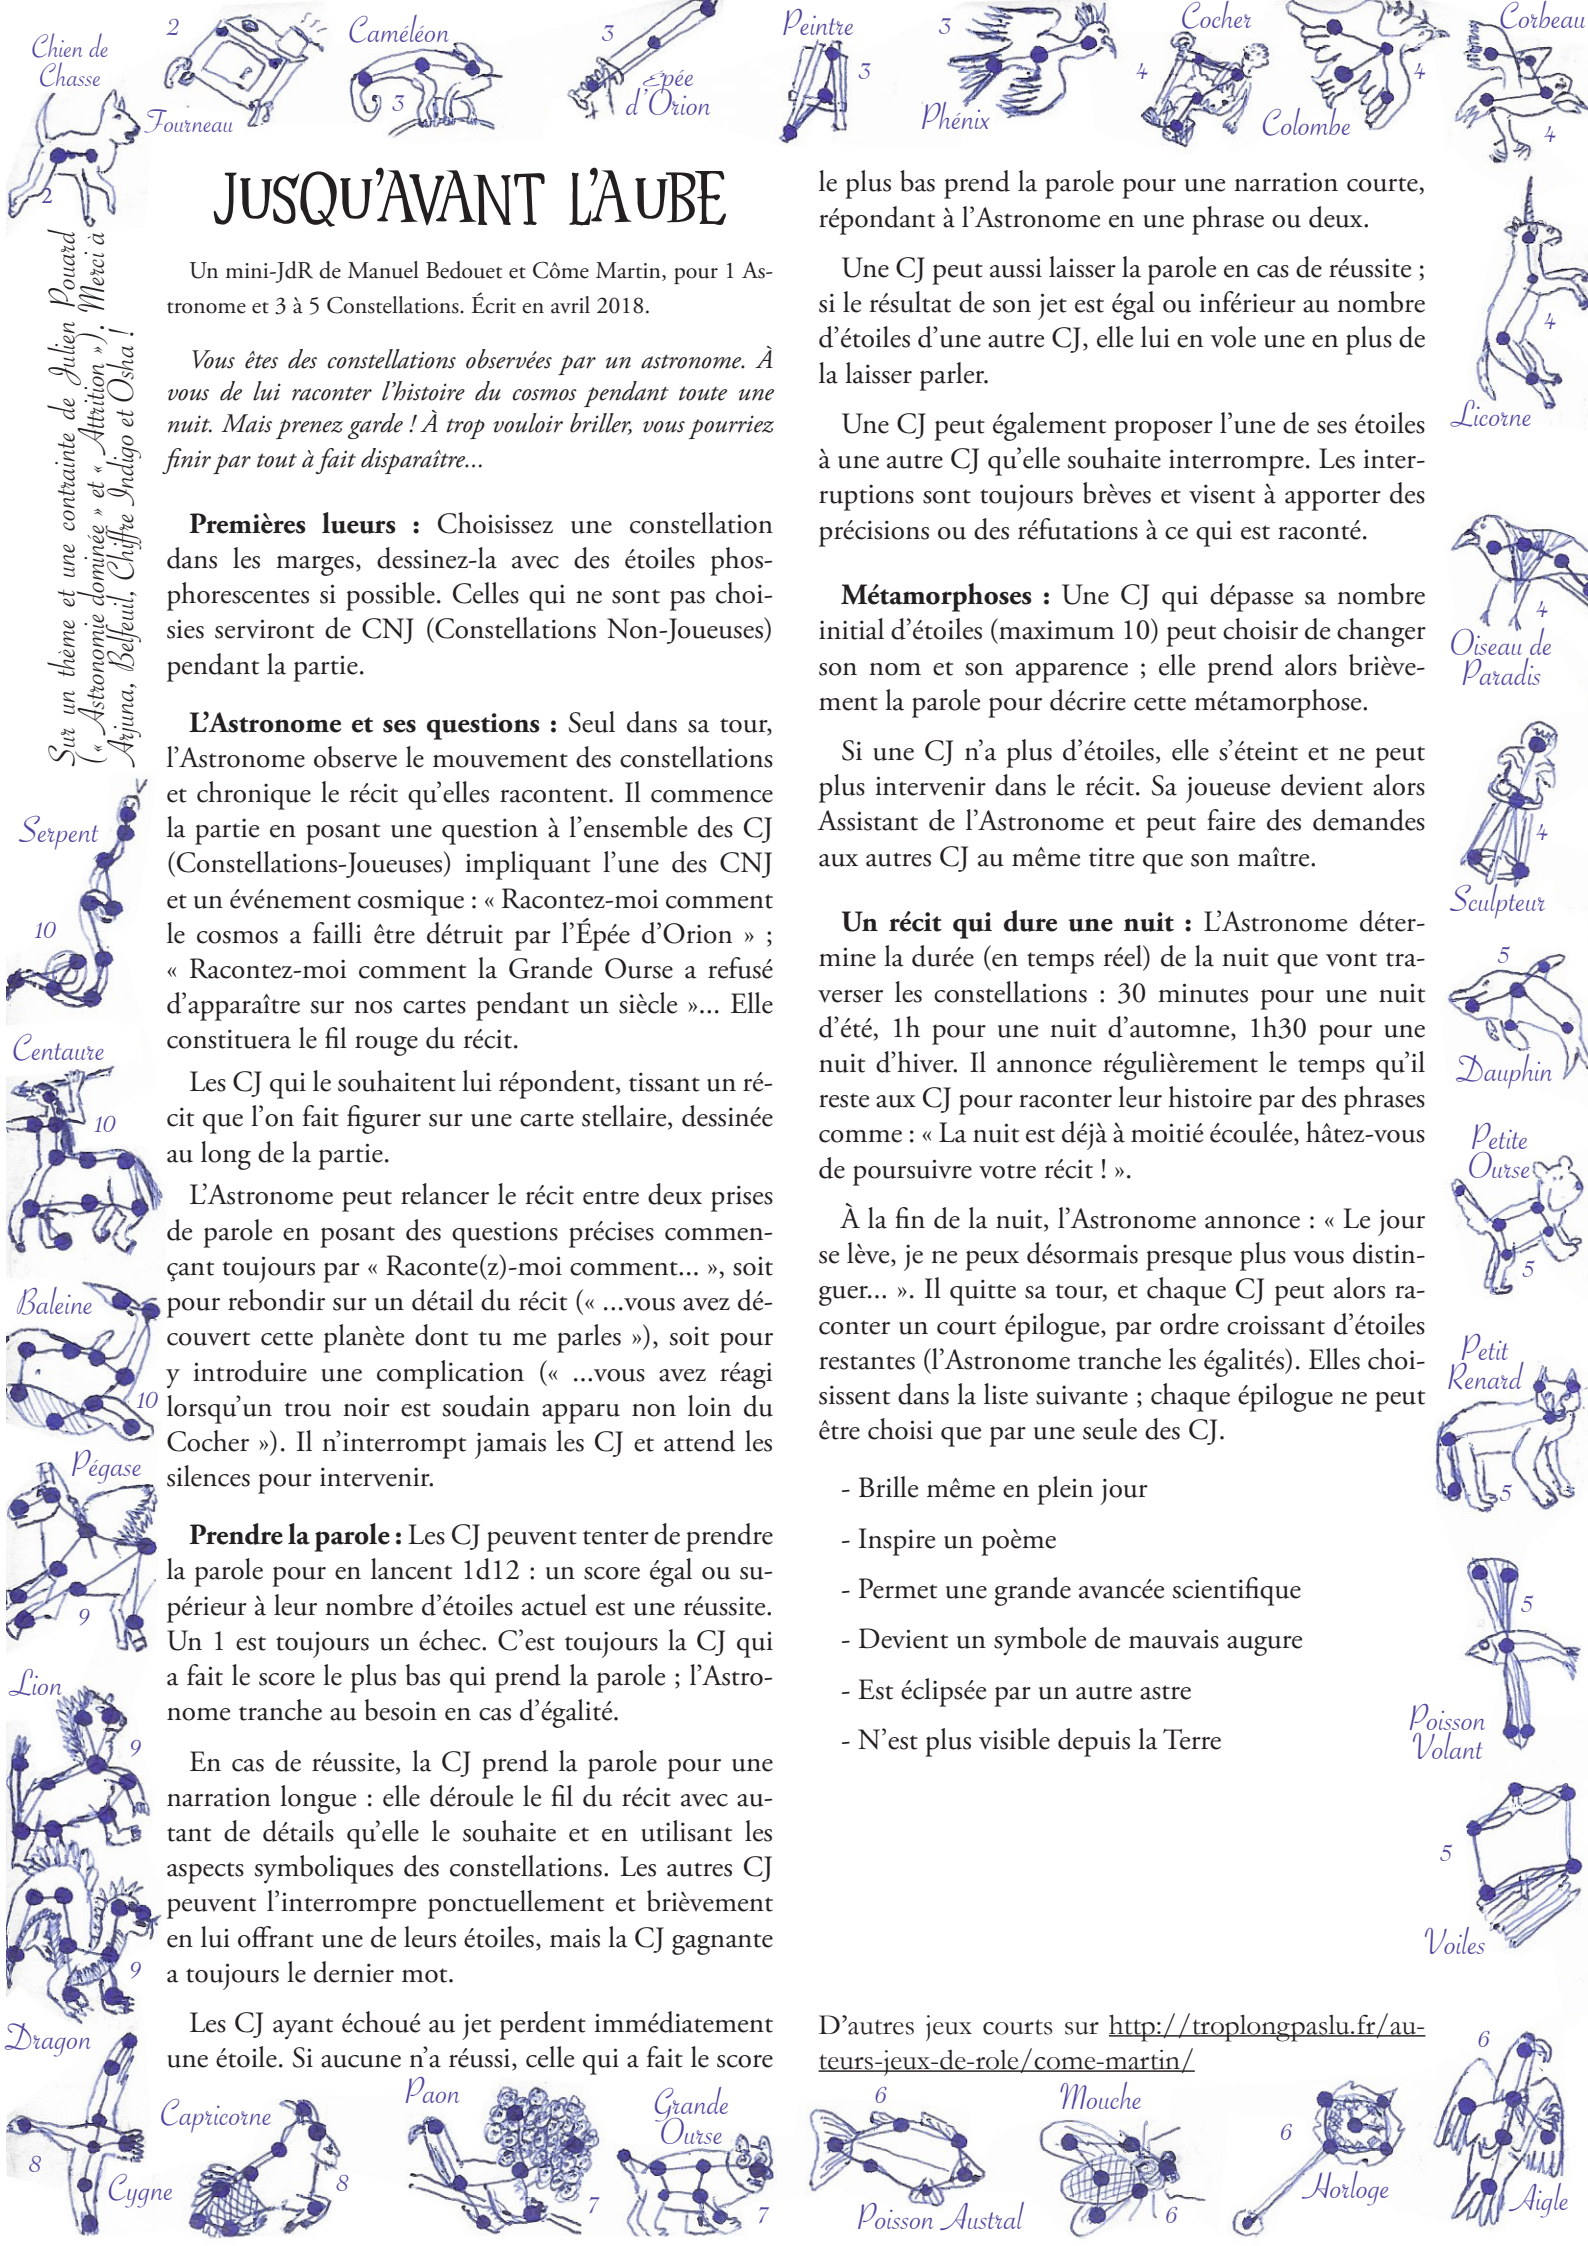 Chien de
Chasse
2
2
Fourneau
Caméléon
3
3
Épée
d'Orion
Peintre
3
3
Phénix
Cocher
4
Colombe
4
Corbeau
4
Sur un thème et une contrainte de Julien Pouard
(« Astronomie dominée » et « Attrition »). Merci à
Arjuna, Belfeuil, Chiffre Indigo et Osha !
JUSQU'AVANT L'AUBE
Un mini-JdR de Manuel Bedouet et Côme Martin, pour 1 As-
tronome et 3 à 5 Constellations. Écrit en avril 2018.
Vous êtes des constellations observées par un astronome. À
vous de lui raconter l'histoire du cosmos pendant toute une
nuit. Mais prenez garde ! À trop vouloir briller, vous pourriez
finir par tout à fait disparaître...
Premières lueurs : Choisissez une constellation
dans les marges, dessinez-la avec des étoiles phos-
phorescentes si possible. Celles qui ne sont pas choi-
sies serviront de CNJ (Constellations Non-Joueuses)
pendant la partie.
L'Astronome et ses questions : Seul dans sa tour,
l'Astronome observe le mouvement des constellations
et chronique le récit qu'elles racontent. Il commence
la partie en posant une question à l'ensemble des CJ
(Constellations-Joueuses) impliquant l'une des CNJ
et un événement cosmique : « Racontez-moi comment
le cosmos a failli être détruit par l'Épée d'Orion » ;
« Racontez-moi comment la Grande Ourse a refusé
d'apparaître sur nos cartes pendant un siècle »... Elle
constituera le fil rouge du récit.
Les CJ qui le souhaitent lui répondent, tissant un ré-
cit que l'on fait figurer sur une carte stellaire, dessinée
au long de la partie.
L'Astronome peut relancer le récit entre deux prises
de parole en posant des questions précises commen-
çant toujours par « Raconte(z)-moi comment... », soit
pour rebondir sur un détail du récit (« ...vous avez dé-
couvert cette planète dont tu me parles »), soit pour
y introduire une complication (« ...vous avez réagi
lorsqu'un trou noir est soudain apparu non loin du
Cocher »). Il n'interrompt jamais les CJ et attend les
silences pour intervenir.
Prendre la parole : Les CJ peuvent tenter de prendre
la parole pour en lancent 1d12 : un score égal ou su-
périeur à leur nombre d'étoiles actuel est une réussite.
Un 1 est toujours un échec. C'est toujours la CJ qui
a fait le score le plus bas qui prend la parole ; l'Astro-
nome tranche au besoin en cas d'égalité.
En cas de réussite, la CJ prend la parole pour une
narration longue : elle déroule le fil du récit avec au-
tant de détails qu'elle le souhaite et en utilisant les
aspects symboliques des constellations. Les autres CJ
peuvent l'interrompre ponctuellement et brièvement
en lui offrant une de leurs étoiles, mais la CJ gagnante
a toujours le dernier mot.
Les CJ ayant échoué au jet perdent immédiatement
une étoile. Si aucune n'a réussi, celle qui a fait le score
le plus bas prend la parole pour une narration courte,
répondant à l'Astronome en une phrase ou deux.
Une CJ peut aussi laisser la parole en cas de réussite ;
si le résultat de son jet est égal ou inférieur au nombre
d'étoiles d'une autre CJ, elle lui en vole une en plus de
la laisser parler.
Une CJ peut également proposer l'une de ses étoiles
à une autre CJ qu'elle souhaite interrompre. Les inter-
ruptions sont toujours brèves et visent à apporter des
précisions ou des réfutations à ce qui est raconté.
Métamorphoses : Une CJ qui dépasse sa nombre
initial d'étoiles (maximum 10) peut choisir de changer
son nom et son apparence ; elle prend alors briève-
ment la parole pour décrire cette métamorphose.
Si une CJ n'a plus d'étoiles, elle s'éteint et ne peut
plus intervenir dans le récit. Sa joueuse devient alors
Assistant de l'Astronome et peut faire des demandes
aux autres CJ au même titre que son maître.
Un récit qui dure une nuit : L'Astronome déter-
mine la durée (en temps réel) de la nuit que vont tra-
verser les constellations : 30 minutes pour une nuit
d'été, 1h pour une nuit d'automne, 1h30 pour une
nuit d'hiver. Il annonce régulièrement le temps qu'il
reste aux CJ pour raconter leur histoire par des phrases
comme : « La nuit est déjà à moitié écoulée, hâtez-vous
de poursuivre votre récit ! ».
À la fin de la nuit, l'Astronome annonce : « Le jour
se lève, je ne peux désormais presque plus vous distin-
guer... ». Il quitte sa tour, et chaque CJ peut alors ra-
conter un court épilogue, par ordre croissant d'étoiles
restantes (l'Astronome tranche les égalités). Elles choi-
sissent dans la liste suivante ; chaque épilogue ne peut
être choisi que par une seule des CJ.
- Brille même en plein jour
- Inspire un poème
- Permet une grande avancée scientifique
- Devient un symbole de mauvais augure
- Est éclipsée par un autre astre
- N'est plus visible depuis la Terre
D'autres jeux courts sur http://troplongpaslu.fr/au-
teurs-jeux-de-role/come-martin/
Serpent
10
Centaure
10
Baleine
10
Pégase
9
Lion
9
9
Dragon
8
Cygne
Capricorne
8
Paon
7
Grande
Ourse
7
6
Poisson Austral
Mouche
6
6
Horloge
6
Aigle
4
Licorne
4
Oiseau de
Paradis
4
Sculpteur
5
Dauphin
Petite
Ourse
5
Petit
Renard
5
5
Poisson
Volant
5
Voiles